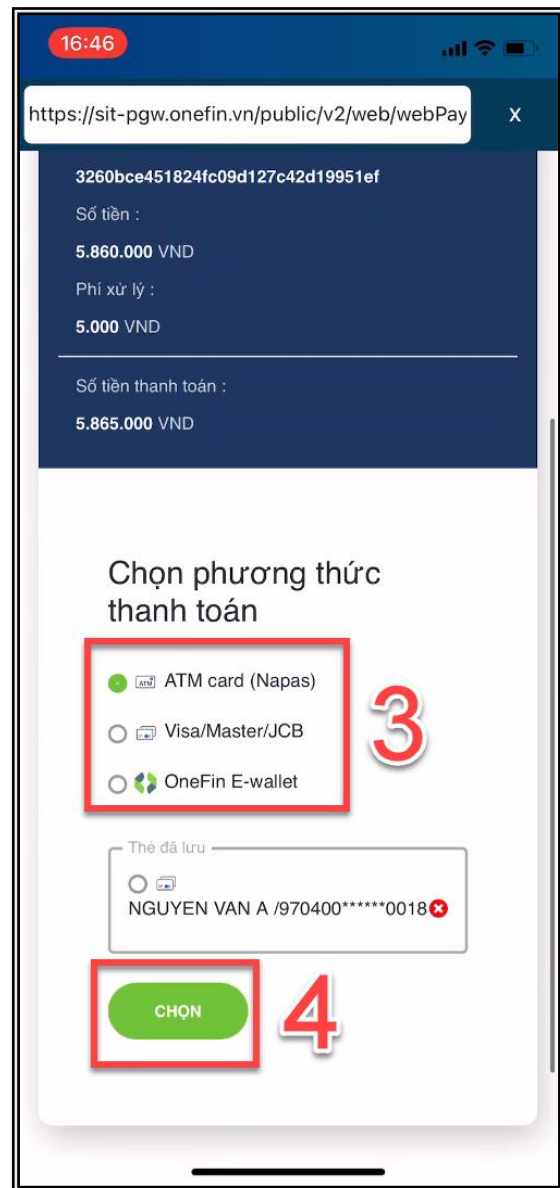 16:46
https://sit-pgw.onefin.vn/public/v2/web/webPay X
3260bce451824fc09d127c42d19951ef
Số tiền :
5.860.000 VND
Phí xử lý :
5.000 VND
Số tiền thanh toán :
5.865.000 VND
Chọn phương thức
thanh toán
ATM ATM card (Napas)
Visa/Master/JCB
3
OneFin E-wallet
Thẻ đã lưu
NGUYEN VAN A /970400******0018
CHỌN
4